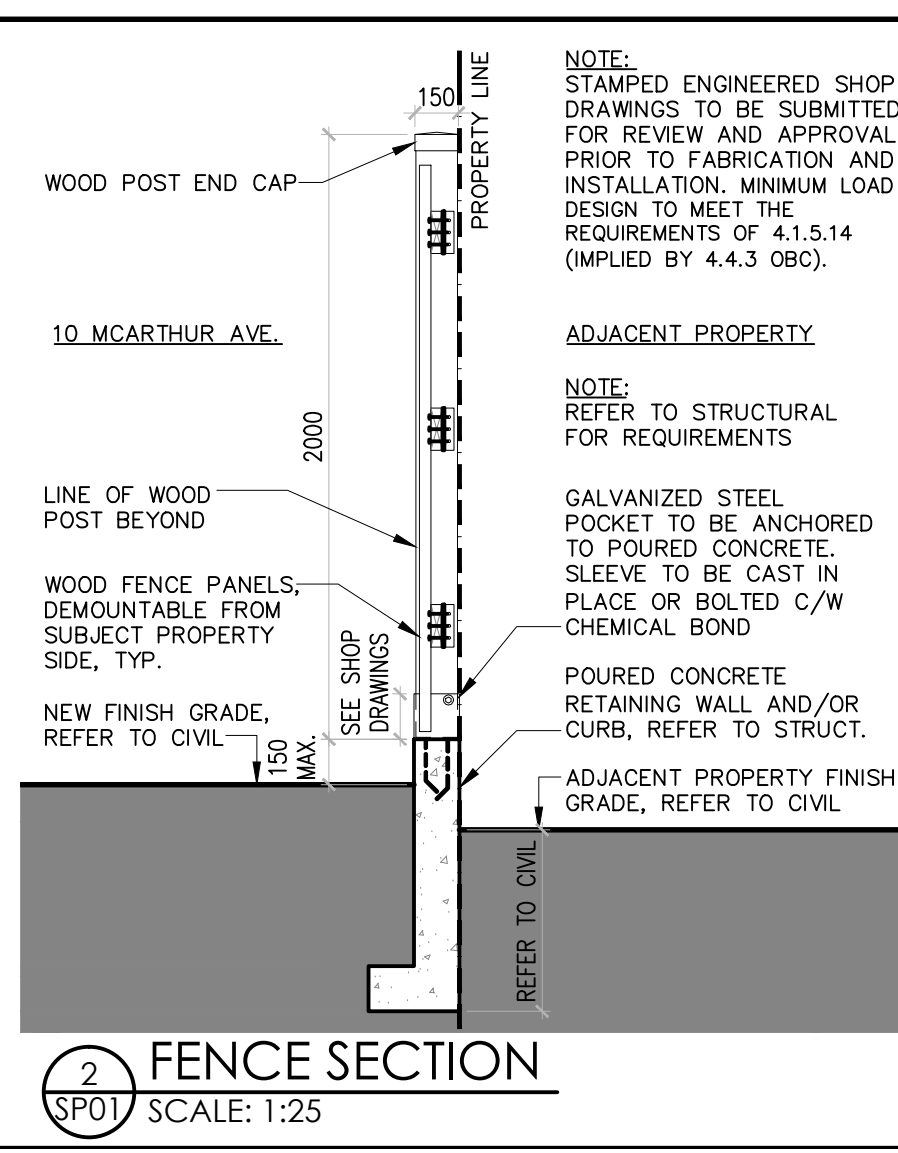 150
PROPERTY LINE
WOOD POST END CAP
10 MCARTHUR AVE.
2000
LINE OF WOOD
POST BEYOND
WOOD FENCE PANELS,
DEMOUNTABLE FROM
SUBJECT PROPERTY
SIDE, TYP.
SEE SHOP
DRAWINGS
NEW FINISH GRADE,
REFER TO CIVIL
150
MAX.
NOTE:
STAMPED ENGINEERED SHOP
DRAWINGS TO BE SUBMITTED
FOR REVIEW AND APPROVAL
PRIOR TO FABRICATION AND
INSTALLATION. MINIMUM LOAD
DESIGN TO MEET THE
REQUIREMENTS OF 4.1.5.14
(IMPLIED BY 4.4.3 OBC).
ADJACENT PROPERTY
NOTE:
REFER TO STRUCTURAL
FOR REQUIREMENTS
GALVANIZED STEEL
POCKET TO BE ANCHORED
TO POURED CONCRETE.
SLEEVE TO BE CAST IN
PLACE OR BOLTED C/W
CHEMICAL BOND
POURED CONCRETE
RETAINING WALL AND/OR
CURB, REFER TO STRUCT.
ADJACENT PROPERTY FINISH
GRADE, REFER TO CIVIL
REFER TO CIVIL
2
SP01
FENCE SECTION
SCALE: 1:25